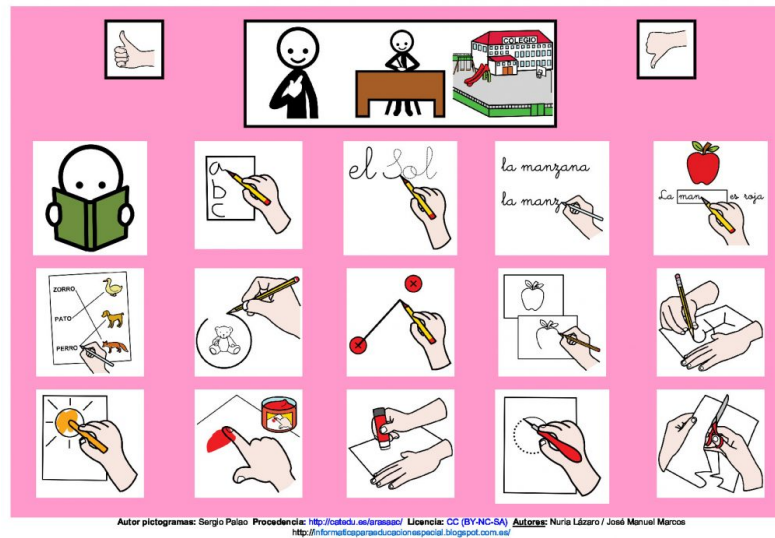 COLEGIO
a
b
c
el Sol
la manzana
la manz
La man es roja
ZORRO
PATO
PERRO
Autor pictogramas: Sergio Palao Procedencia: http://catedu.es/arasaac/ Licencia: CC (BY-NC-SA) Autores: Nuria Lázaro / José Manuel Marcos
http://informaticaparaeducacionespecial.blogspot.com.es/